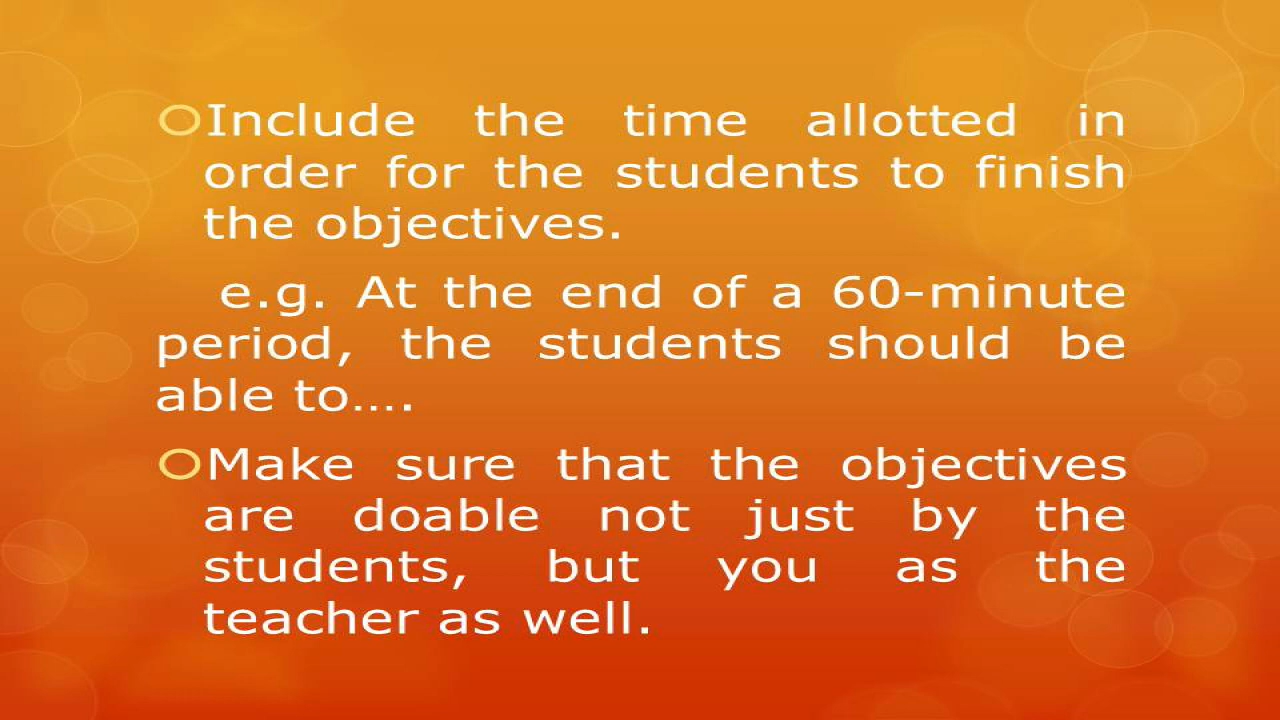 Include the time allotted in
order for the students to finish
the objectives.
e.g. At the end of a 60-minute
period, the students should be
able to….
Make sure that the objectives
are doable not just by the
students, but you as the
teacher as well.